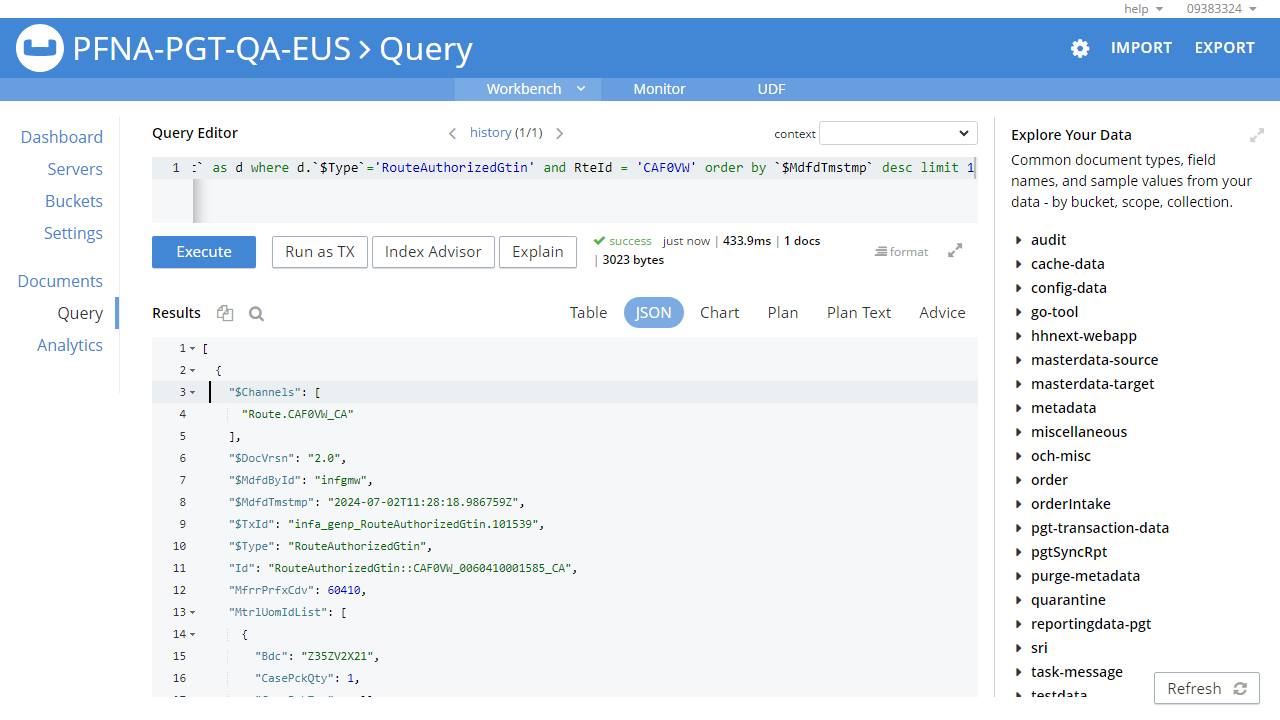 help 09383324
PFNA-PGT-QA-EUS > Query IMPORT EXPORT
Workbench Monitor UDF
Dashboard
Servers
Buckets
Settings
Documents
Query
Analytics
Query Editor history (1/1) context
1 ` as d where d.`$Type`='RouteAuthorizedGtin' and RteId = 'CAF0VW' order by `$MdfdTmstmp` desc limit 1
Execute Run as TX Index Advisor Explain success just now | 433.9ms | 1 docs
| 3023 bytes
format
Results Table JSON Chart Plan Plan Text Advice
1 [
2 {
3 "$Channels": [
4 "Route.CAF0VW_CA"
5 ],
6 "$DocVrsn": "2.0",
7 "$MdfdById": "infgmw",
8 "$MdfdTmstmp": "2024-07-02T11:28:18.986759Z",
9 "$TxId": "infa_genp_RouteAuthorizedGtin.101539",
10 "$Type": "RouteAuthorizedGtin",
11 "Id": "RouteAuthorizedGtin::CAF0VW_0060410001585_CA",
12 "MfrrPrfxCdv": 60410,
13 "MtrlUomIdList": [
14 {
15 "Bdc": "Z35ZV2X21",
16 "CasePckQty": 1,
Explore Your Data
Common document types, field
names, and sample values from your
data - by bucket, scope, collection.
audit
cache-data
config-data
go-tool
hhnext-webapp
masterdata-source
masterdata-target
metadata
miscellaneous
och-misc
order
orderIntake
pgt-transaction-data
pgtSyncRpt
purge-metadata
quarantine
reportingdata-pgt
sri
task-message
testdata
Refresh